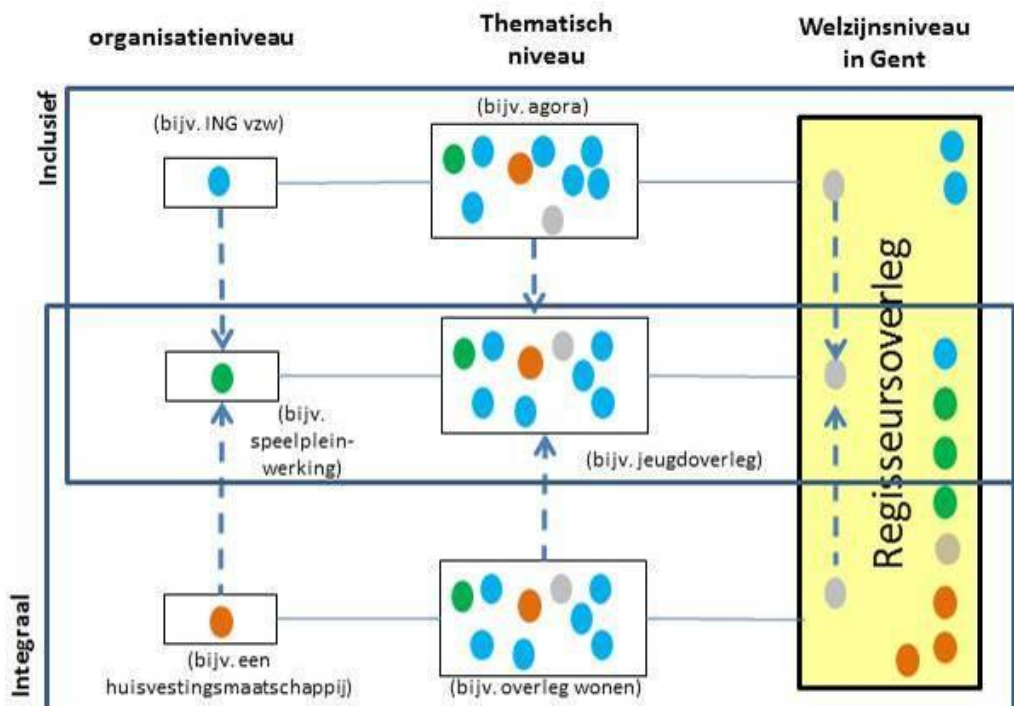 organisatieniveau
Thematisch
niveau
Welzijnsniveau
in Gent
Inclusief
(bijv. ING vzw)
(bijv. agora)
Regisseursoverleg
(bijv.
speelplein-
werking)
(bijv. jeugdoverleg)
Integraal
(bijv. een
huisvestingsmaatschappij)
(bijv. overleg wonen)